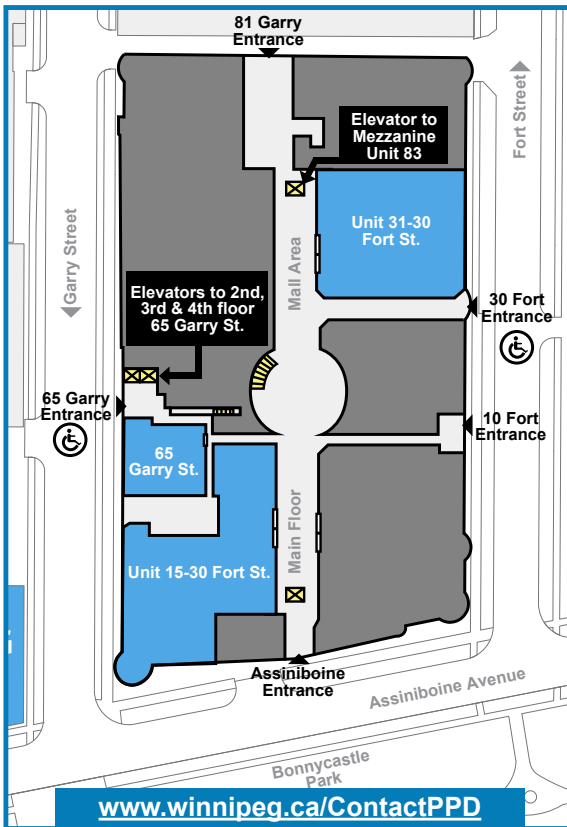 81 Garry
Entrance
Fort Street
Elevator to
Mezzanine
Unit 83
Garry Street
Unit 31-30
Fort St.
Mall Area
Elevators to 2nd,
3rd & 4th floor
65 Garry St.
30 Fort
Entrance
65 Garry
Entrance
10 Fort
Entrance
65
Garry St.
Main Floor
Unit 15-30 Fort St.
Assiniboine
Entrance
Assiniboine Avenue
Bonnycastle
Park
www.winnipeg.ca/ContactPPD